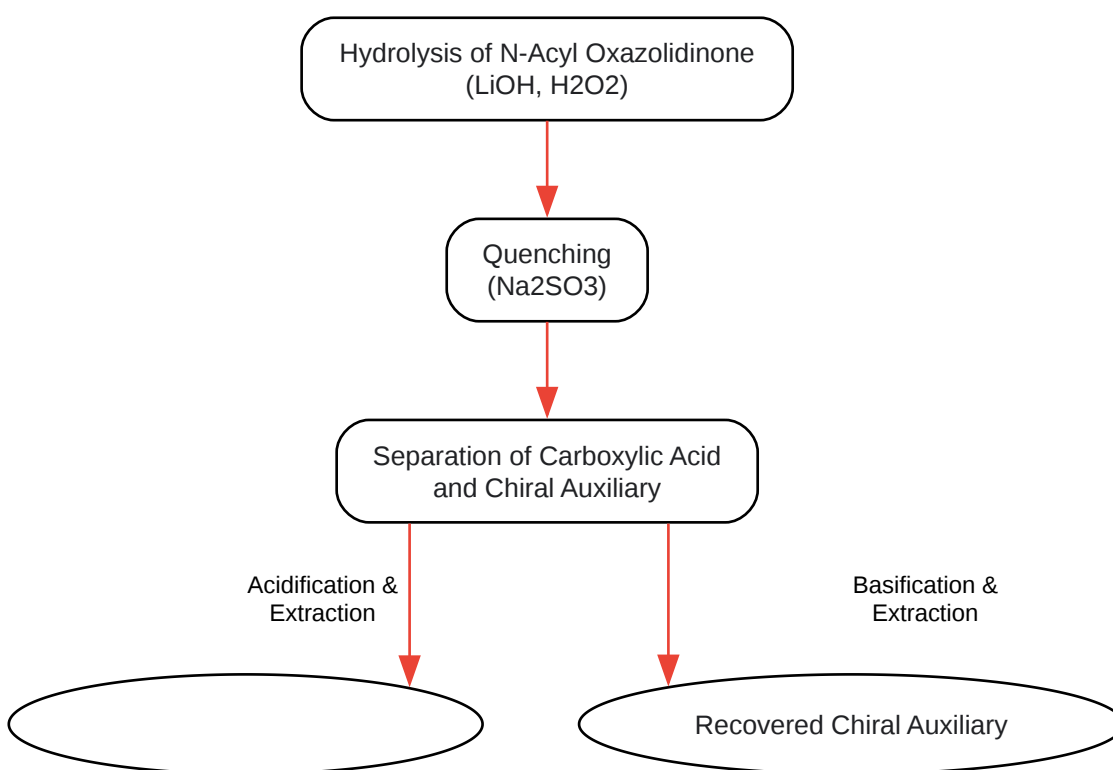 Hydrolysis of N-Acyl Oxazolidinone
(LiOH, H2O2)
Quenching
(Na2SO3)
Separation of Carboxylic Acid
and Chiral Auxiliary
Acidification &
Extraction
Basification &
Extraction
Recovered Chiral Auxiliary